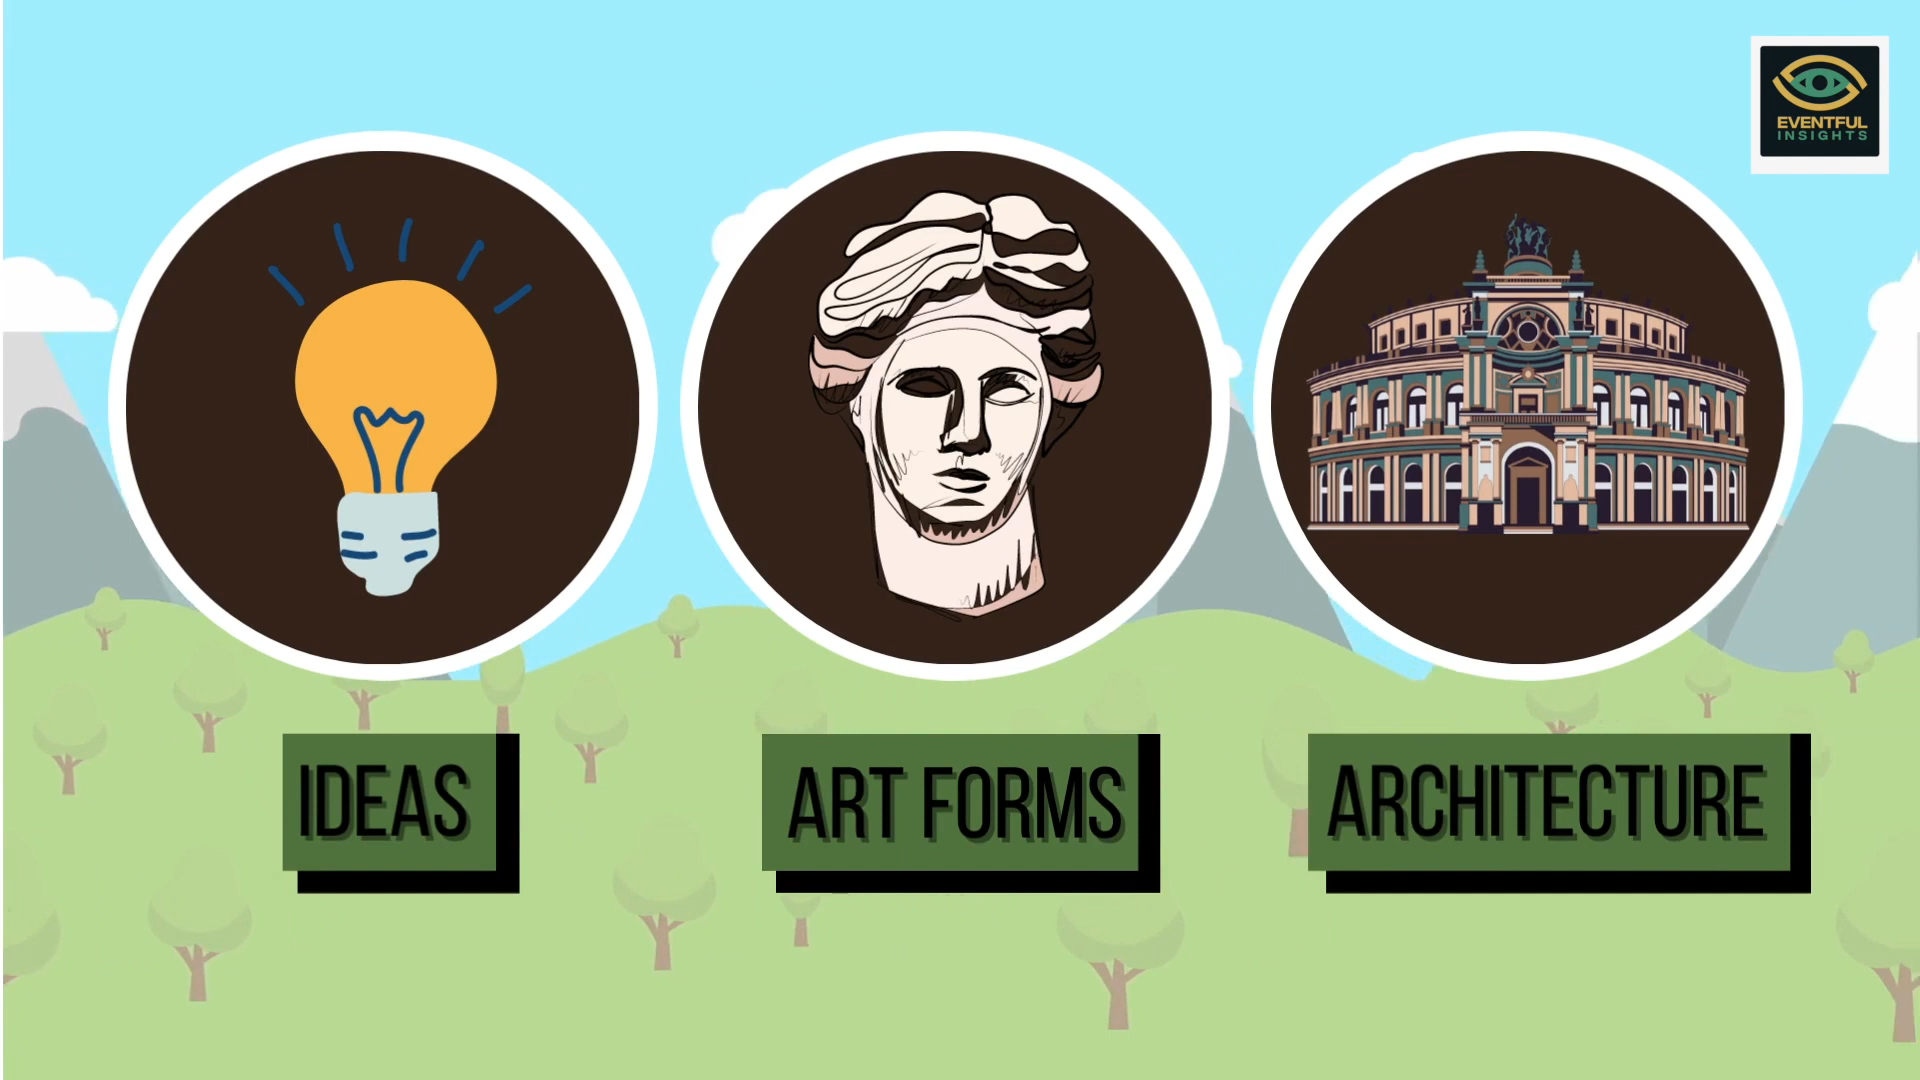 EVENTFUL
INSIGHTS
IDEAS
ART FORMS
ARCHITECTURE